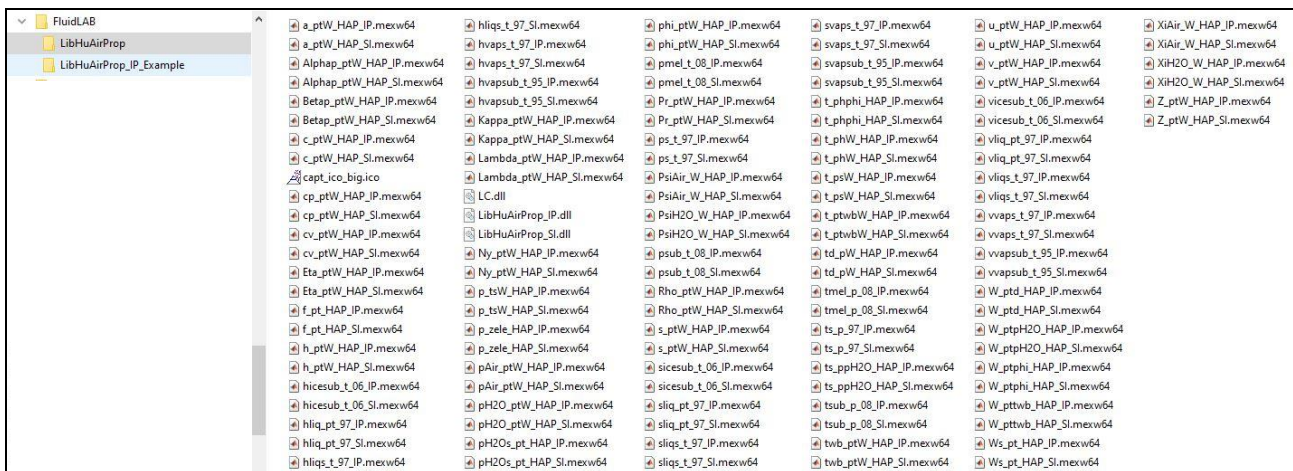 FluidLAB
LibHuAirProp
LibHuAirProp_IP_Example
a_ptW_HAP_IP.mexw64
a_ptW_HAP_SI.mexw64
Alphap_ptW_HAP_IP.mexw64
Alphap_ptW_HAP_SI.mexw64
Betap_ptW_HAP_IP.mexw64
Betap_ptW_HAP_SI.mexw64
c_ptW_HAP_IP.mexw64
c_ptW_HAP_SI.mexw64
capt_ico_big.ico
cp_ptW_HAP_IP.mexw64
cp_ptW_HAP_SI.mexw64
cv_ptW_HAP_IP.mexw64
cv_ptW_HAP_SI.mexw64
Eta_ptW_HAP_IP.mexw64
Eta_ptW_HAP_SI.mexw64
f_pt_HAP_IP.mexw64
f_pt_HAP_SI.mexw64
h_ptW_HAP_IP.mexw64
h_ptW_HAP_SI.mexw64
hicesub_t_06_IP.mexw64
hicesub_t_06_SI.mexw64
hliq_pt_97_IP.mexw64
hliq_pt_97_SI.mexw64
hliqs_t_97_IP.mexw64
hliqs_t_97_SI.mexw64
hvaps_t_97_IP.mexw64
hvaps_t_97_SI.mexw64
hvapsub_t_95_IP.mexw64
hvapsub_t_95_SI.mexw64
Kappa_ptW_HAP_IP.mexw64
Kappa_ptW_HAP_SI.mexw64
Lambda_ptW_HAP_IP.mexw64
Lambda_ptW_HAP_SI.mexw64
LC.dll
LibHuAirProp_IP.dll
LibHuAirProp_SI.dll
Ny_ptW_HAP_IP.mexw64
Ny_ptW_HAP_SI.mexw64
p_tsW_HAP_IP.mexw64
p_tsW_HAP_SI.mexw64
p_zele_HAP_IP.mexw64
p_zele_HAP_SI.mexw64
pAir_ptW_HAP_IP.mexw64
pAir_ptW_HAP_SI.mexw64
pH2O_ptW_HAP_IP.mexw64
pH2O_ptW_HAP_SI.mexw64
pH2Os_pt_HAP_IP.mexw64
pH2Os_pt_HAP_SI.mexw64
phi_ptW_HAP_IP.mexw64
phi_ptW_HAP_SI.mexw64
pmel_t_08_IP.mexw64
pmel_t_08_SI.mexw64
Pr_ptW_HAP_IP.mexw64
Pr_ptW_HAP_SI.mexw64
ps_t_97_IP.mexw64
ps_t_97_SI.mexw64
PsiAir_W_HAP_IP.mexw64
PsiAir_W_HAP_SI.mexw64
PsiH2O_W_HAP_IP.mexw64
PsiH2O_W_HAP_SI.mexw64
psub_t_08_IP.mexw64
psub_t_08_SI.mexw64
Rho_ptW_HAP_IP.mexw64
Rho_ptW_HAP_SI.mexw64
s_ptW_HAP_IP.mexw64
s_ptW_HAP_SI.mexw64
sicesub_t_06_IP.mexw64
sicesub_t_06_SI.mexw64
sliq_pt_97_IP.mexw64
sliq_pt_97_SI.mexw64
sliqs_t_97_IP.mexw64
sliqs_t_97_SI.mexw64
svaps_t_97_IP.mexw64
svaps_t_97_SI.mexw64
svapsub_t_95_IP.mexw64
svapsub_t_95_SI.mexw64
t_phphi_HAP_IP.mexw64
t_phphi_HAP_SI.mexw64
t_phW_HAP_IP.mexw64
t_phW_HAP_SI.mexw64
t_psW_HAP_IP.mexw64
t_psW_HAP_SI.mexw64
t_ptwbW_HAP_IP.mexw64
t_ptwbW_HAP_SI.mexw64
td_pW_HAP_IP.mexw64
td_pW_HAP_SI.mexw64
tmel_p_08_IP.mexw64
tmel_p_08_SI.mexw64
ts_p_97_IP.mexw64
ts_p_97_SI.mexw64
ts_ppH2O_HAP_IP.mexw64
ts_ppH2O_HAP_SI.mexw64
tsub_p_08_IP.mexw64
tsub_p_08_SI.mexw64
twb_ptW_HAP_IP.mexw64
twb_ptW_HAP_SI.mexw64
u_ptW_HAP_IP.mexw64
u_ptW_HAP_SI.mexw64
v_ptW_HAP_IP.mexw64
v_ptW_HAP_SI.mexw64
vicesub_t_06_IP.mexw64
vicesub_t_06_SI.mexw64
vliq_pt_97_IP.mexw64
vliq_pt_97_SI.mexw64
vliqs_t_97_IP.mexw64
vliqs_t_97_SI.mexw64
vvaps_t_97_IP.mexw64
vvaps_t_97_SI.mexw64
vvapsub_t_95_IP.mexw64
vvapsub_t_95_SI.mexw64
W_ptd_HAP_IP.mexw64
W_ptd_HAP_SI.mexw64
W_ptpH2O_HAP_IP.mexw64
W_ptpH2O_HAP_SI.mexw64
W_ptphi_HAP_IP.mexw64
W_ptphi_HAP_SI.mexw64
W_pttwb_HAP_IP.mexw64
W_pttwb_HAP_SI.mexw64
Ws_pt_HAP_IP.mexw64
Ws_pt_HAP_SI.mexw64
XiAir_W_HAP_IP.mexw64
XiAir_W_HAP_SI.mexw64
XiH2O_W_HAP_IP.mexw64
XiH2O_W_HAP_SI.mexw64
Z_ptW_HAP_IP.mexw64
Z_ptW_HAP_SI.mexw64